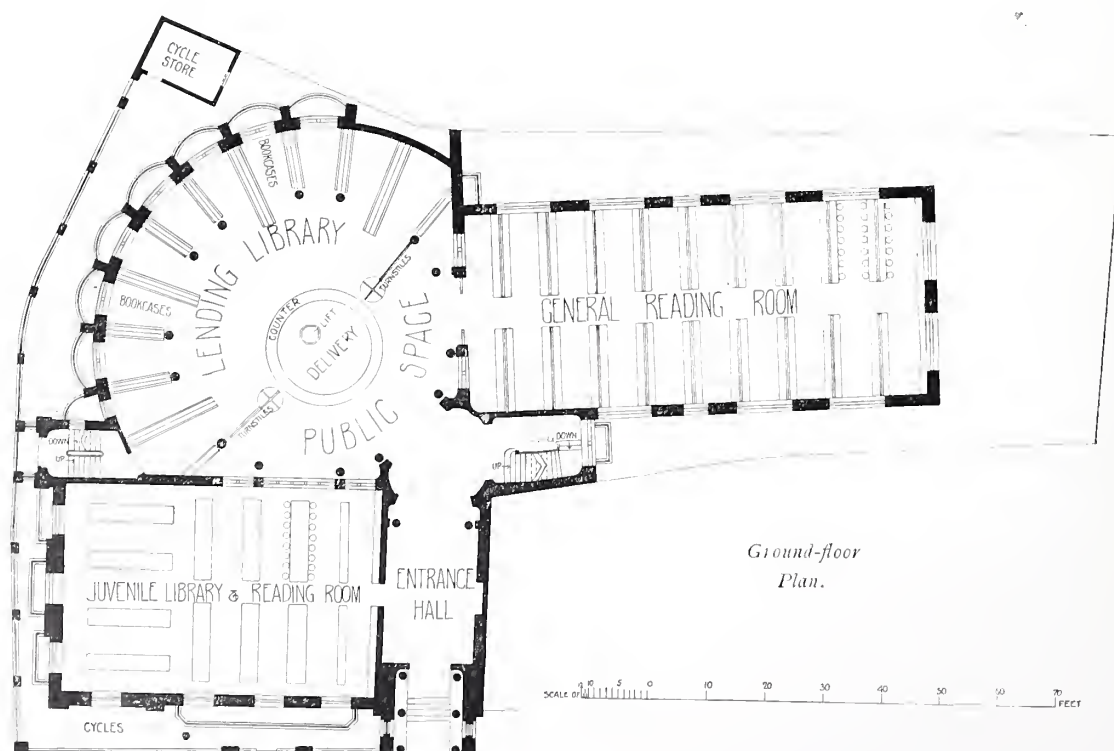 CYCLE
STORE
BOOKCASES
BOOKCASES
LENDING LIBRARY
TURNSTILES
COUNTER
LIFT
DELIVERY
TURNSTILES
PUBLIC SPACE
GENERAL READING ROOM
DOWN
UP
DOWN
UP
JUVENILE LIBRARY & READING ROOM
ENTRANCE
HALL
CYCLES
Ground-floor
Plan.
SCALE OF 10 5 0 10 20 30 40 50 60 70 FEET